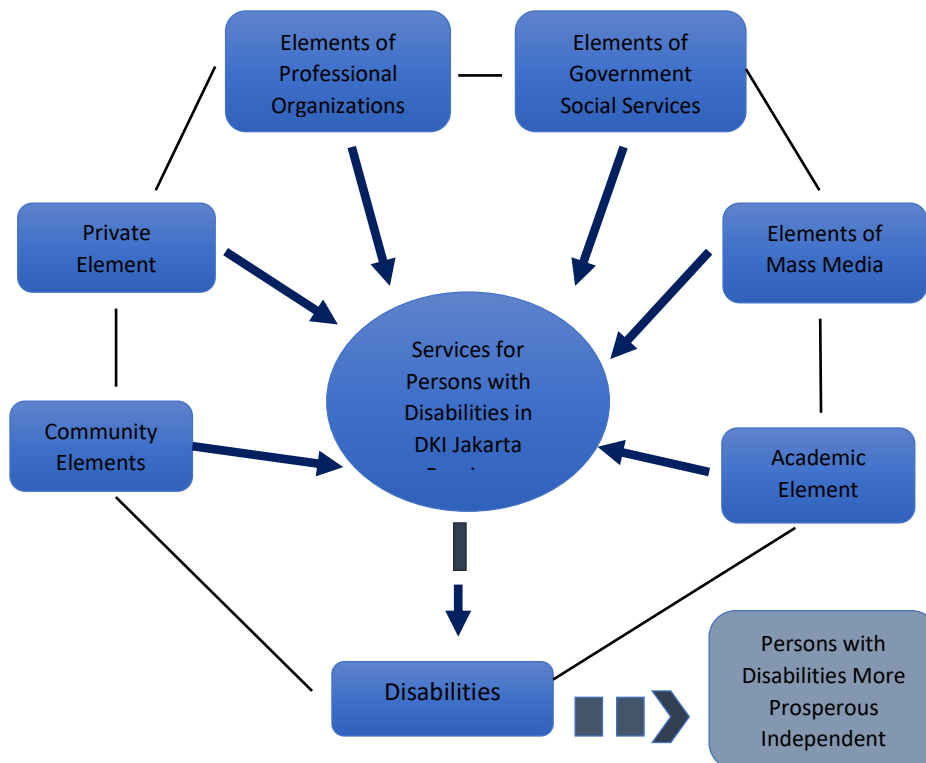 Elements of
Professional
Organizations
Elements of
Government
Social Services
Private
Element
Elements of
Mass Media
Services for
Persons with
Disabilities in
DKI Jakarta
Community
Elements
Academic
Element
Disabilities
Persons with
Disabilities More
Prosperous
Independent